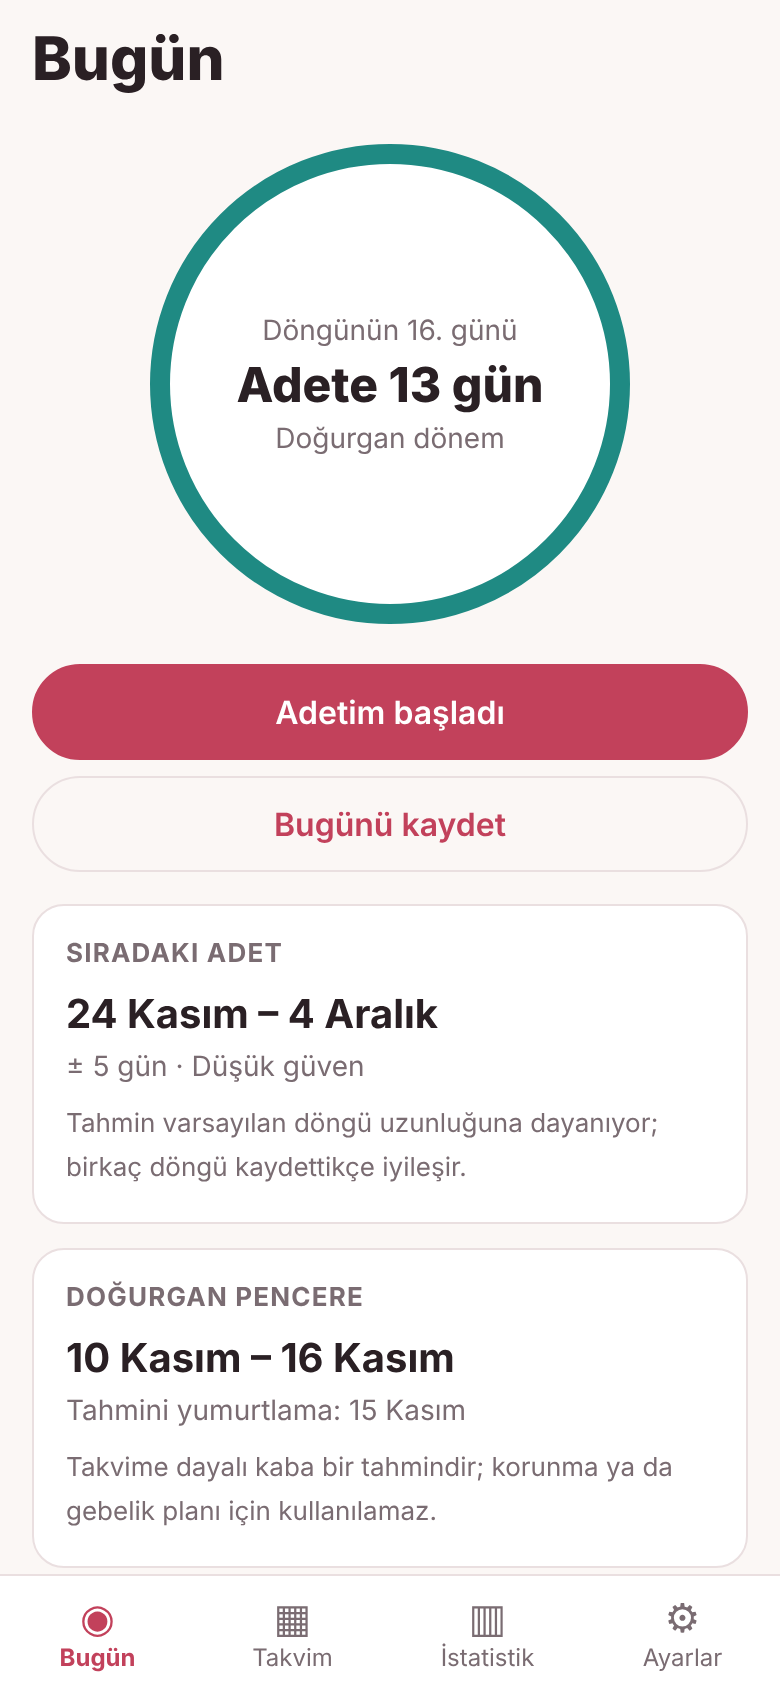 Bugün
Döngünün 16. günü
Adete 13 gün
Doğurgan dönem
Adetim başladı
Bugünü kaydet
SIRADAKI ADET
24 Kasım – 4 Aralık
± 5 gün · Düşük güven
Tahmin varsayılan döngü uzunluğuna dayanıyor;
birkaç döngü kaydettikçe iyileşir.
DOĞURGAN PENCERE
10 Kasım – 16 Kasım
Tahmini yumurtlama: 15 Kasım
Takvime dayalı kaba bir tahmindir; korunma ya da
gebelik planı için kullanılamaz.
Bugün
Takvim
İstatistik
Ayarlar